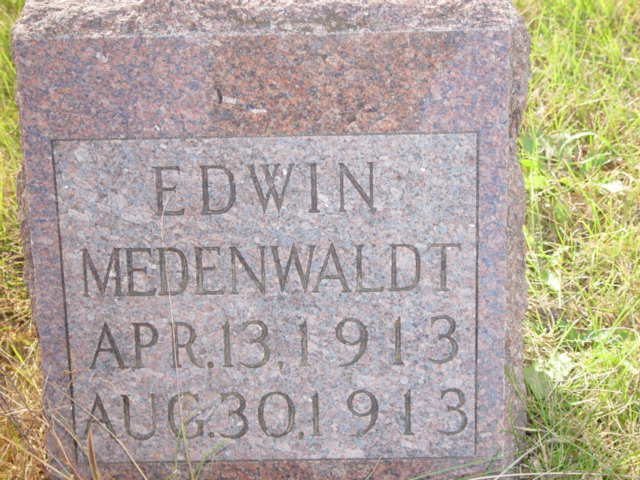 EDWIN
MEDENWALDT
APR. 13, 1913
AUG. 30, 1913